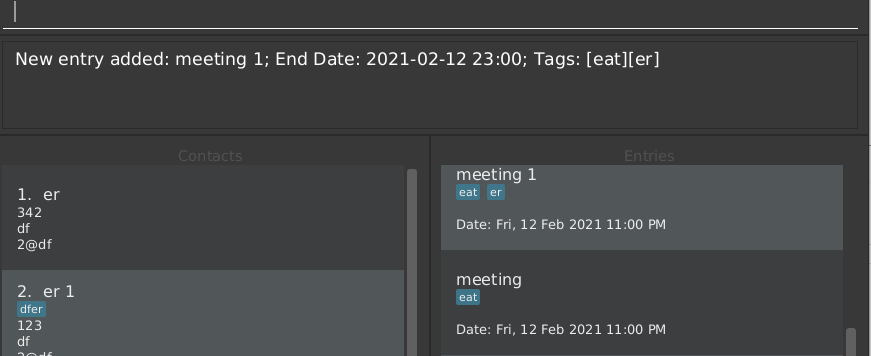 New entry added: meeting 1; End Date: 2021-02-12 23:00; Tags: [eat][er]
Contacts
1. er
342
df
2@df
2. er 1
dfer
123
df
2@df
Entries
meeting 1
eat er
Date: Fri, 12 Feb 2021 11:00 PM
meeting
eat
Date: Fri, 12 Feb 2021 11:00 PM